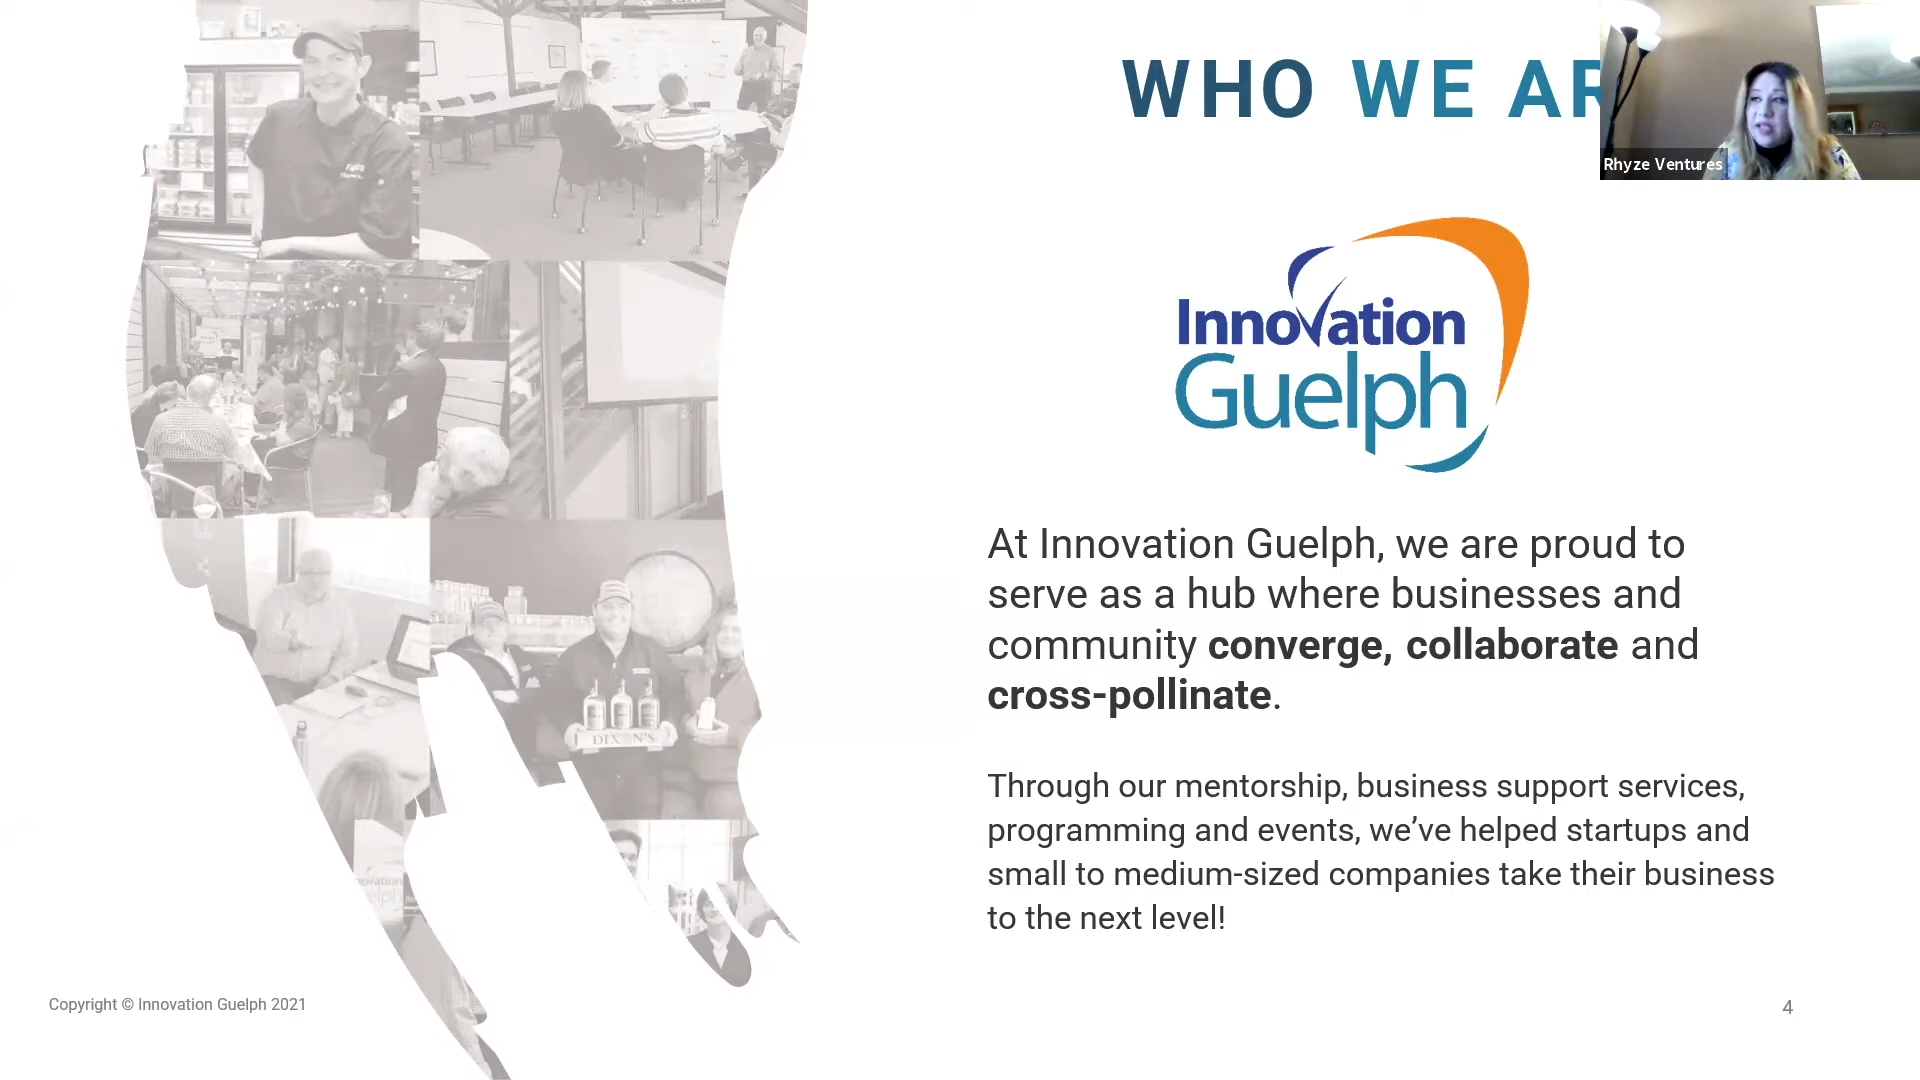 WHO WE AR
Rhyze Ventures
Innovation
Guelph
At Innovation Guelph, we are proud to
serve as a hub where businesses and
community converge, collaborate and
cross-pollinate.
Through our mentorship, business support services,
programming and events, we’ve helped startups and
small to medium-sized companies take their business
to the next level!
DIXON'S
Copyright © Innovation Guelph 2021
4